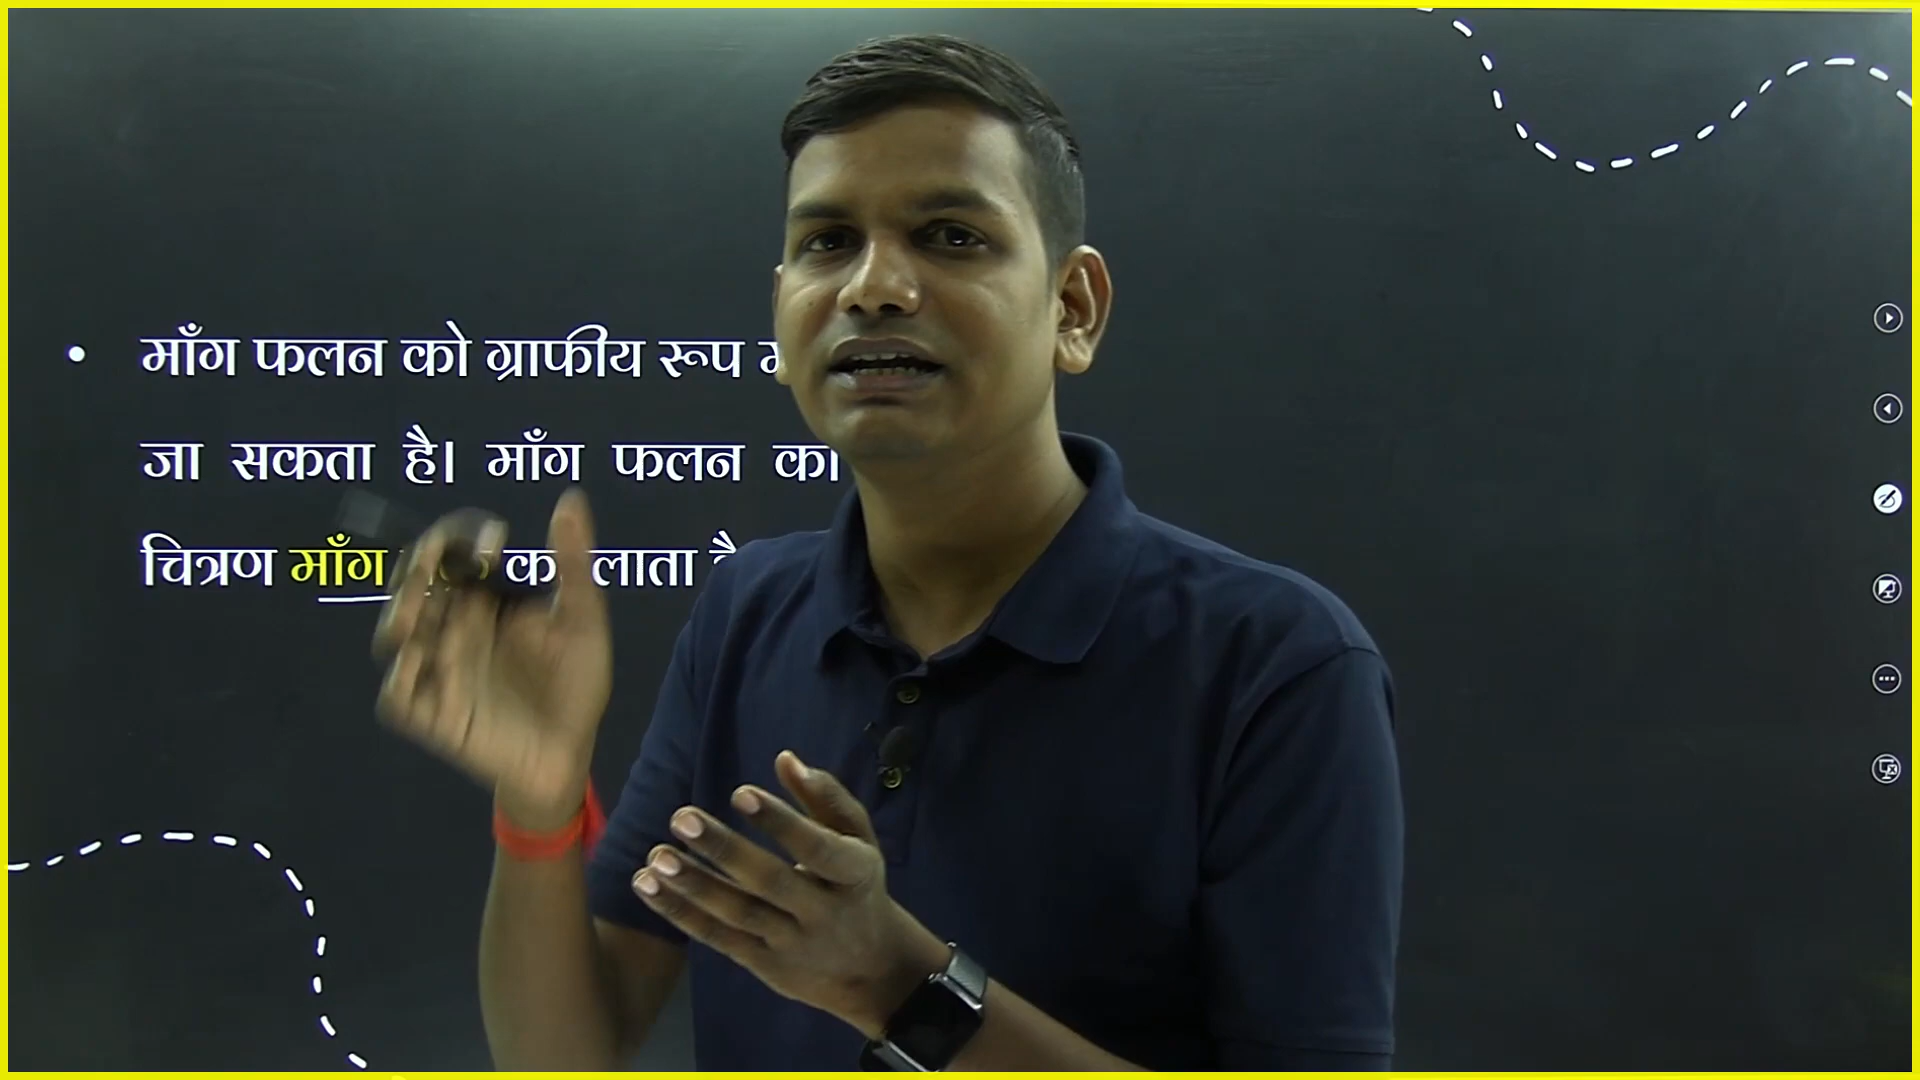 माँग फलन को ग्राफीय रूप
जा सकता है। माँग फलन का
चित्रण माँग